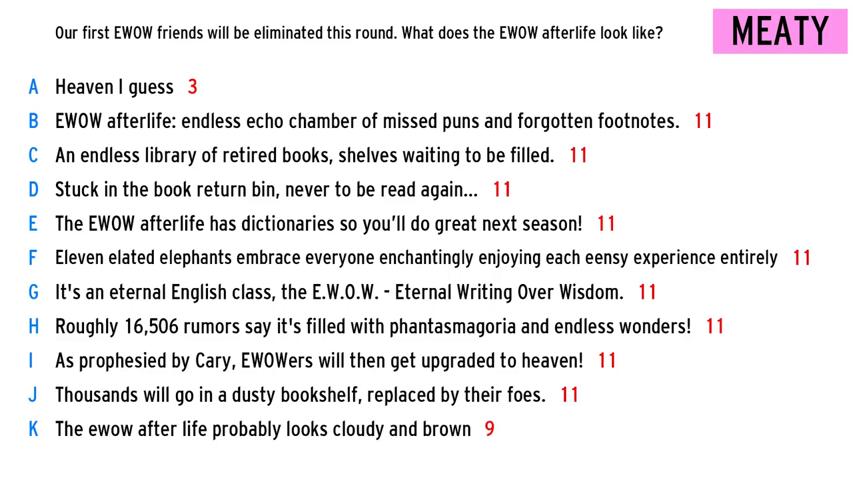 Our first EWOW friends will be eliminated this round. What does the EWOW afterlife look like?
MEATY
A Heaven I guess 3
B EWOW afterlife: endless echo chamber of missed puns and forgotten footnotes. 11
C An endless library of retired books, shelves waiting to be filled. 11
D Stuck in the book return bin, never to be read again... 11
E The EWOW afterlife has dictionaries so you'll do great next season! 11
F Eleven elated elephants embrace everyone enchantingly enjoying each eensy experience entirely 11
G It's an eternal English class, the E.W.O.W. - Eternal Writing Over Wisdom. 11
H Roughly 16,506 rumors say it's filled with phantasmagoria and endless wonders! 11
I As prophesied by Cary, EWOWers will then get upgraded to heaven! 11
J Thousands will go in a dusty bookshelf, replaced by their foes. 11
K The ewow after life probably looks cloudy and brown 9